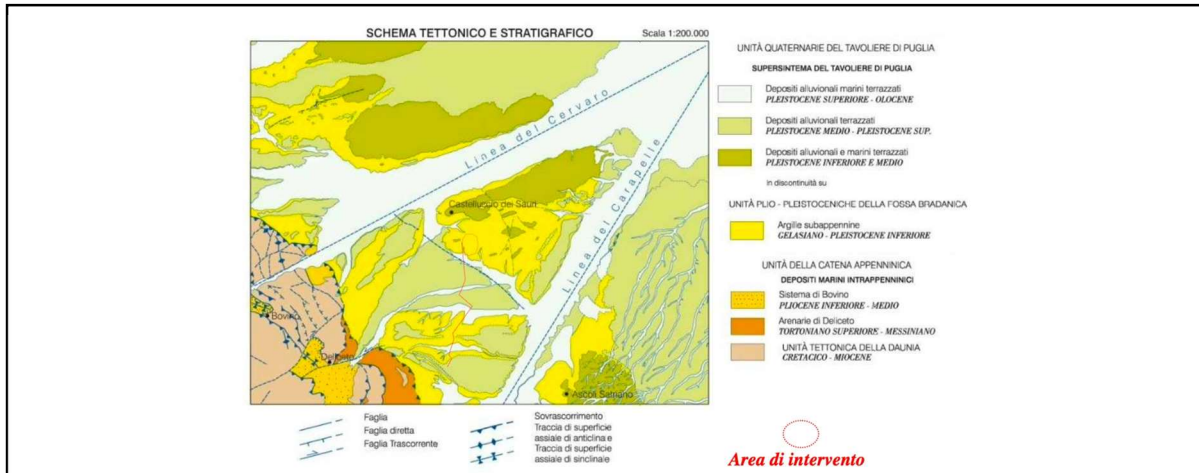 SCHEMA TETTONICO E STRATIGRAFICO
Scala 1:200.000
Linea del Cervaro
Castelluccio dei Sauri
Linea del Carapelle
Bovino
Deliceto
Ascoli Satriano
UNITÀ QUATERNARIE DEL TAVOLIERE DI PUGLIA
SUPERSINTEMA DEL TAVOLIERE DI PUGLIA
Depositi alluvionali marini terrazzati
PLEISTOCENE SUPERIORE - OLOCENE
Depositi alluvionali terrazzati
PLEISTOCENE MEDIO - PLEISTOCENE SUP.
Depositi alluvionali e marini terrazzati
PLEISTOCENE INFERIORE E MEDIO
In discontinuità su
UNITÀ PLIO - PLEISTOCENICHE DELLA FOSSA BRADANICA
Argille subappennine
GELASIANO - PLEISTOCENE INFERIORE
UNITÀ DELLA CATENA APPENNINICA
DEPOSITI MARINI INTRAPPENNINICI
Sistema di Bovino
PLIOCENE INFERIORE - MEDIO
Arenarie di Deliceto
TORTONIANO SUPERIORE - MESSINIANO
UNITÀ TETTONICA DELLA DAUNIA
CRETACICO - MIOCENE
Faglia
Faglia diretta
Faglia Trascorrente
Sovrascorrimento
Traccia di superficie
assiale di anticlinale
Traccia di superficie
assiale di sinclinale
Area di intervento